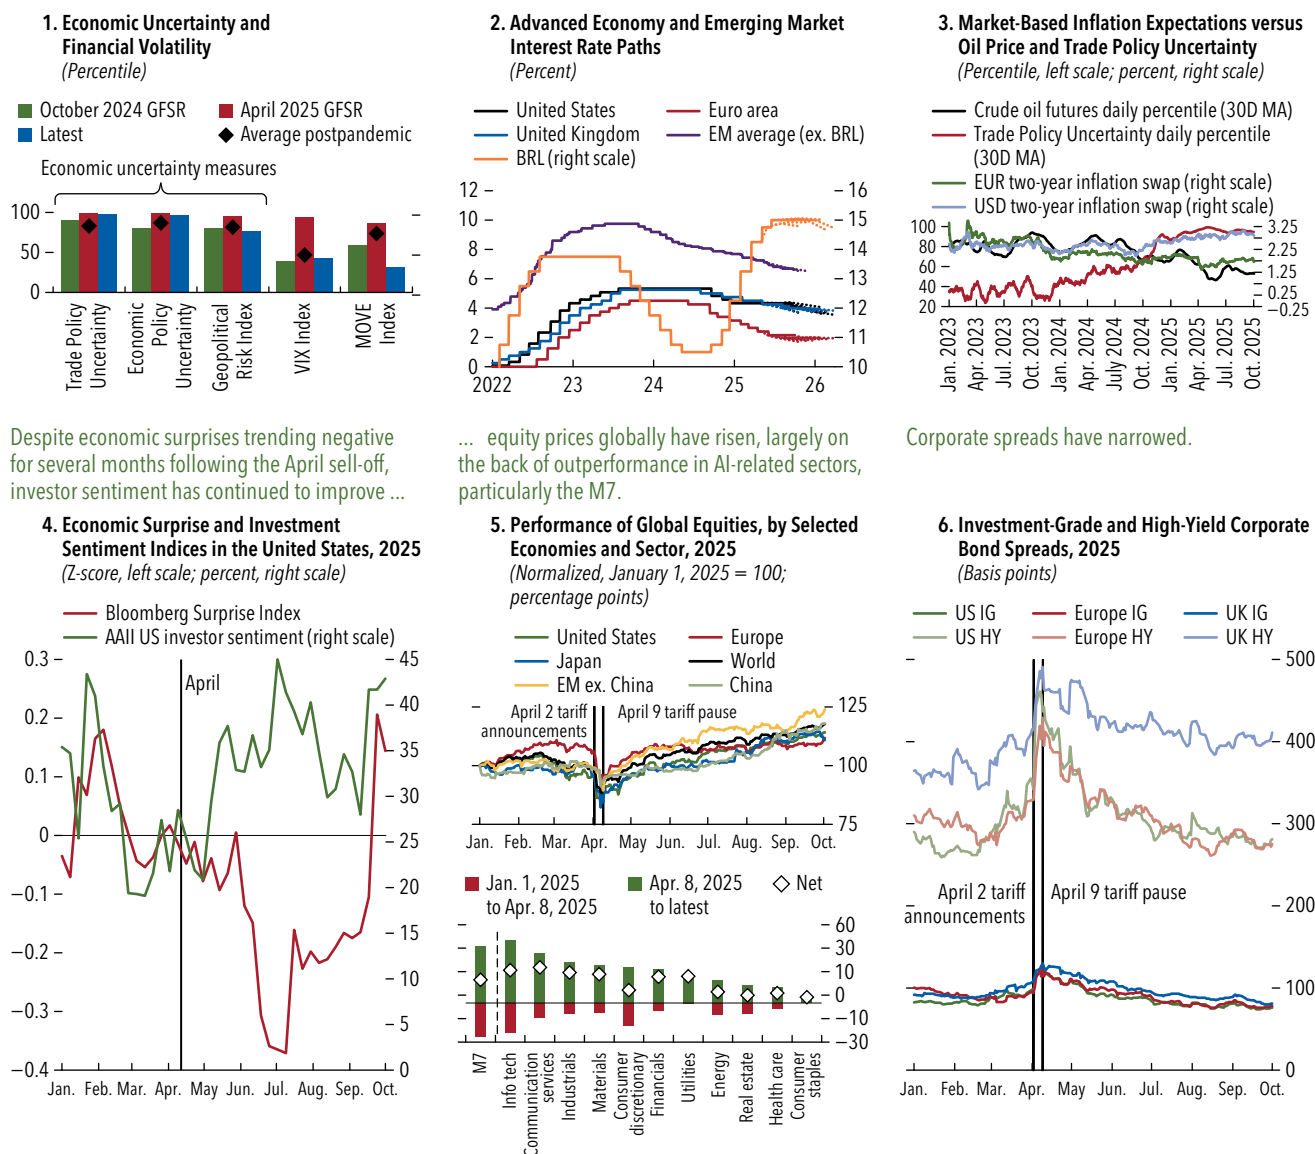 1. Economic Uncertainty and
Financial Volatility
(Percentile)
October 2024 GFSR
April 2025 GFSR
Latest
Average postpandemic
Economic uncertainty measures
100
50
0
Trade Policy
Uncertainty
Economic
Policy
Uncertainty
Geopolitical
Risk Index
VIX Index
MOVE
Index
2. Advanced Economy and Emerging Market
Interest Rate Paths
(Percent)
United States
Euro area
United Kingdom
EM average (ex. BRL)
BRL (right scale)
12
10
8
6
4
2
0
16
15
14
13
12
11
10
2022
23
24
25
26
3. Market-Based Inflation Expectations versus
Oil Price and Trade Policy Uncertainty
(Percentile, left scale; percent, right scale)
Crude oil futures daily percentile (30D MA)
Trade Policy Uncertainty daily percentile
(30D MA)
EUR two-year inflation swap (right scale)
USD two-year inflation swap (right scale)
100
80
60
40
20
3.25
2.25
1.25
0.25
–0.25
Jan. 2023
Apr. 2023
Jul. 2023
Oct. 2023
Jan. 2024
Apr. 2024
July 2024
Oct. 2024
Jan. 2025
Apr. 2025
Jul. 2025
Oct. 2025
Despite economic surprises trending negative
for several months following the April sell-off,
investor sentiment has continued to improve ...
... equity prices globally have risen, largely on
the back of outperformance in AI-related sectors,
particularly the M7.
Corporate spreads have narrowed.
4. Economic Surprise and Investment
Sentiment Indices in the United States, 2025
(Z-score, left scale; percent, right scale)
Bloomberg Surprise Index
AAII US investor sentiment (right scale)
0.3
0.2
0.1
0
–0.1
–0.2
–0.3
–0.4
April
45
40
35
30
25
20
15
10
5
0
Jan. Feb. Mar. Apr. May Jun. Jul. Aug. Sep. Oct.
5. Performance of Global Equities, by Selected
Economies and Sector, 2025
(Normalized, January 1, 2025 = 100;
percentage points)
United States
Europe
Japan
World
EM ex. China
China
April 2 tariff
announcements
April 9 tariff pause
125
100
75
Jan. Feb. Mar. Apr. May Jun. Jul. Aug. Sep. Oct.
Jan. 1, 2025
to Apr. 8, 2025
Apr. 8, 2025
to latest
Net
60
30
10
0
–10
–30
M7
Info tech
Communication
services
Industrials
Materials
Consumer
discretionary
Financials
Utilities
Energy
Real estate
Health care
Consumer
staples
6. Investment-Grade and High-Yield Corporate
Bond Spreads, 2025
(Basis points)
US IG
Europe IG
UK IG
US HY
Europe HY
UK HY
500
400
300
200
100
0
April 2 tariff
announcements
April 9 tariff pause
Jan. Feb. Mar. Apr. May Jun. Jul. Aug. Sep. Oct.